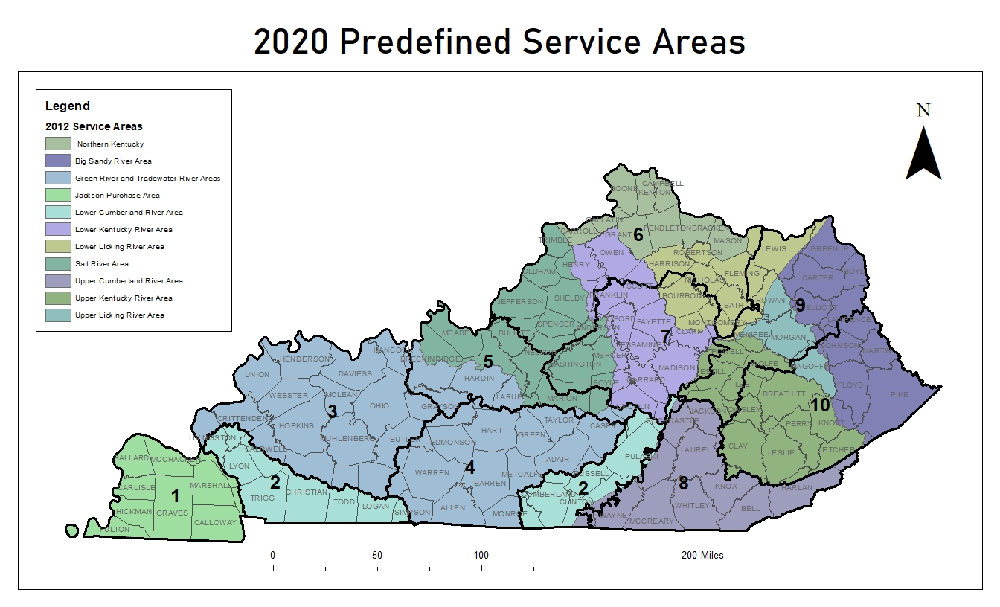 2020 Predefined Service Areas
Legend
2012 Service Areas
Northern Kentucky
Big Sandy River Area
Green River and Tradewater River Areas
Jackson Purchase Area
Lower Cumberland River Area
Lower Kentucky River Area
Lower Licking River Area
Salt River Area
Upper Cumberland River Area
Upper Kentucky River Area
Upper Licking River Area
N
BOONE
CAMPBELL
KENTON
GALLATIN
CARROLL
GRANT
6
PENDLETON
BRACKEN
MASON
TRIMBLE
OWEN
ROBERTSON
LEWIS
GREENUP
HENRY
HARRISON
OLDHAM
NICHOLAS
FLEMING
CARTER
BOYD
SCOTT
SHELBY
FRANKLIN
BOURBON
JEFFERSON
BATH
ROWAN
9
ELLIOTT
SPENCER
ANDERSON
FAYETTE
MONTGOMERY
LAWRENCE
MEADE
BULLITT
CLARK
7
MENIFEE
MORGAN
HANCOCK
JESSAMINE
JOHNSON
MARTIN
HENDERSON
BRECKINRIDGE
5
NELSON
WASHINGTON
MERCER
POWELL
WOLFE
MAGOFFIN
UNION
DAVIESS
HARDIN
MADISON
ESTILL
BOYLE
GARRARD
LEE
FLOYD
PIKE
WEBSTER
MCLEAN
OHIO
GRAYSON
LARUE
MARION
LINCOLN
BREATHITT
3
JACKSON
OWSLEY
10
CRITTENDEN
HOPKINS
HART
TAYLOR
CASEY
ROCKCASTLE
PERRY
KNOTT
LIVINGSTON
MUHLENBERG
BUTLER
EDMONSON
GREEN
CALDWELL
LAUREL
CLAY
LESLIE
LETCHER
BALLARD
MCCRACKEN
LYON
ADAIR
PULASKI
WARREN
4
METCALFE
RUSSELL
CARLISLE
1
MARSHALL
2
BARREN
2
8
KNOX
HARLAN
TRIGG
CHRISTIAN
TODD
LOGAN
CUMBERLAND
CLINTON
HICKMAN
GRAVES
SIMPSON
ALLEN
MONROE
WAYNE
WHITLEY
BELL
FULTON
CALLOWAY
MCCREARY
0 50 100 200 Miles